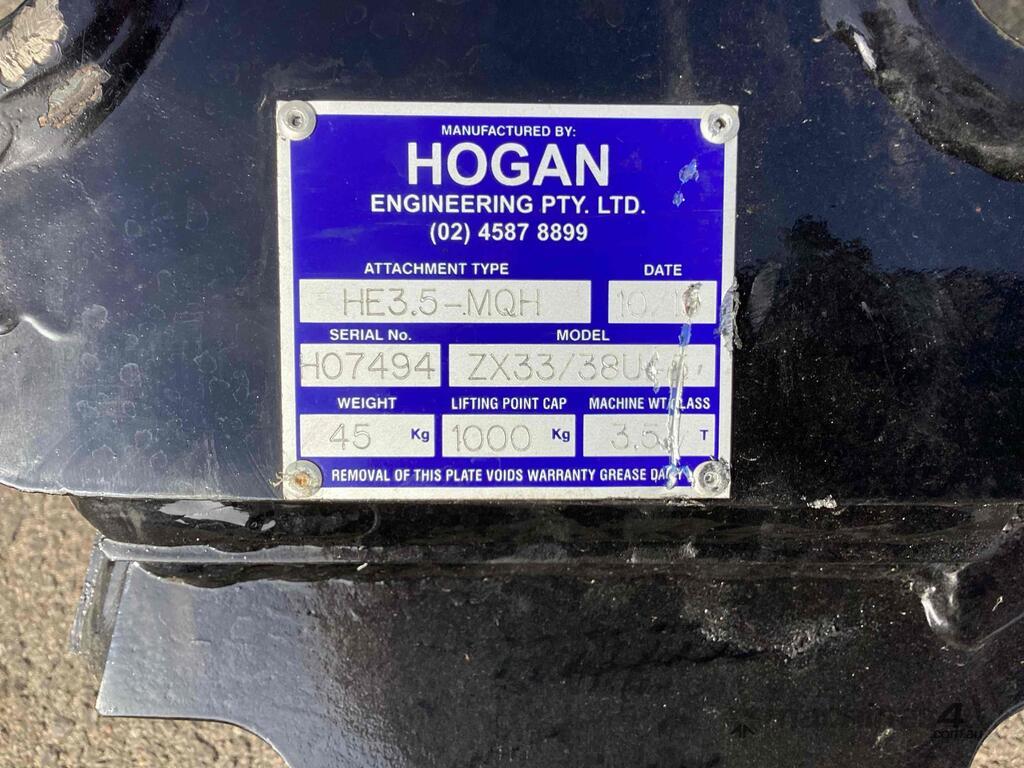 MANUFACTURED BY:
HOGAN
ENGINEERING PTY. LTD.
(02) 4587 8899
ATTACHMENT TYPE DATE
HE3.5-MQH
SERIAL No. MODEL
H07494
WEIGHT LIFTING POINT CAP MACHINE WT/CLASS
45 Kg 1000 Kg 3.5 T
REMOVAL OF THIS PLATE VOIDS WARRANTY GREASE DAILY